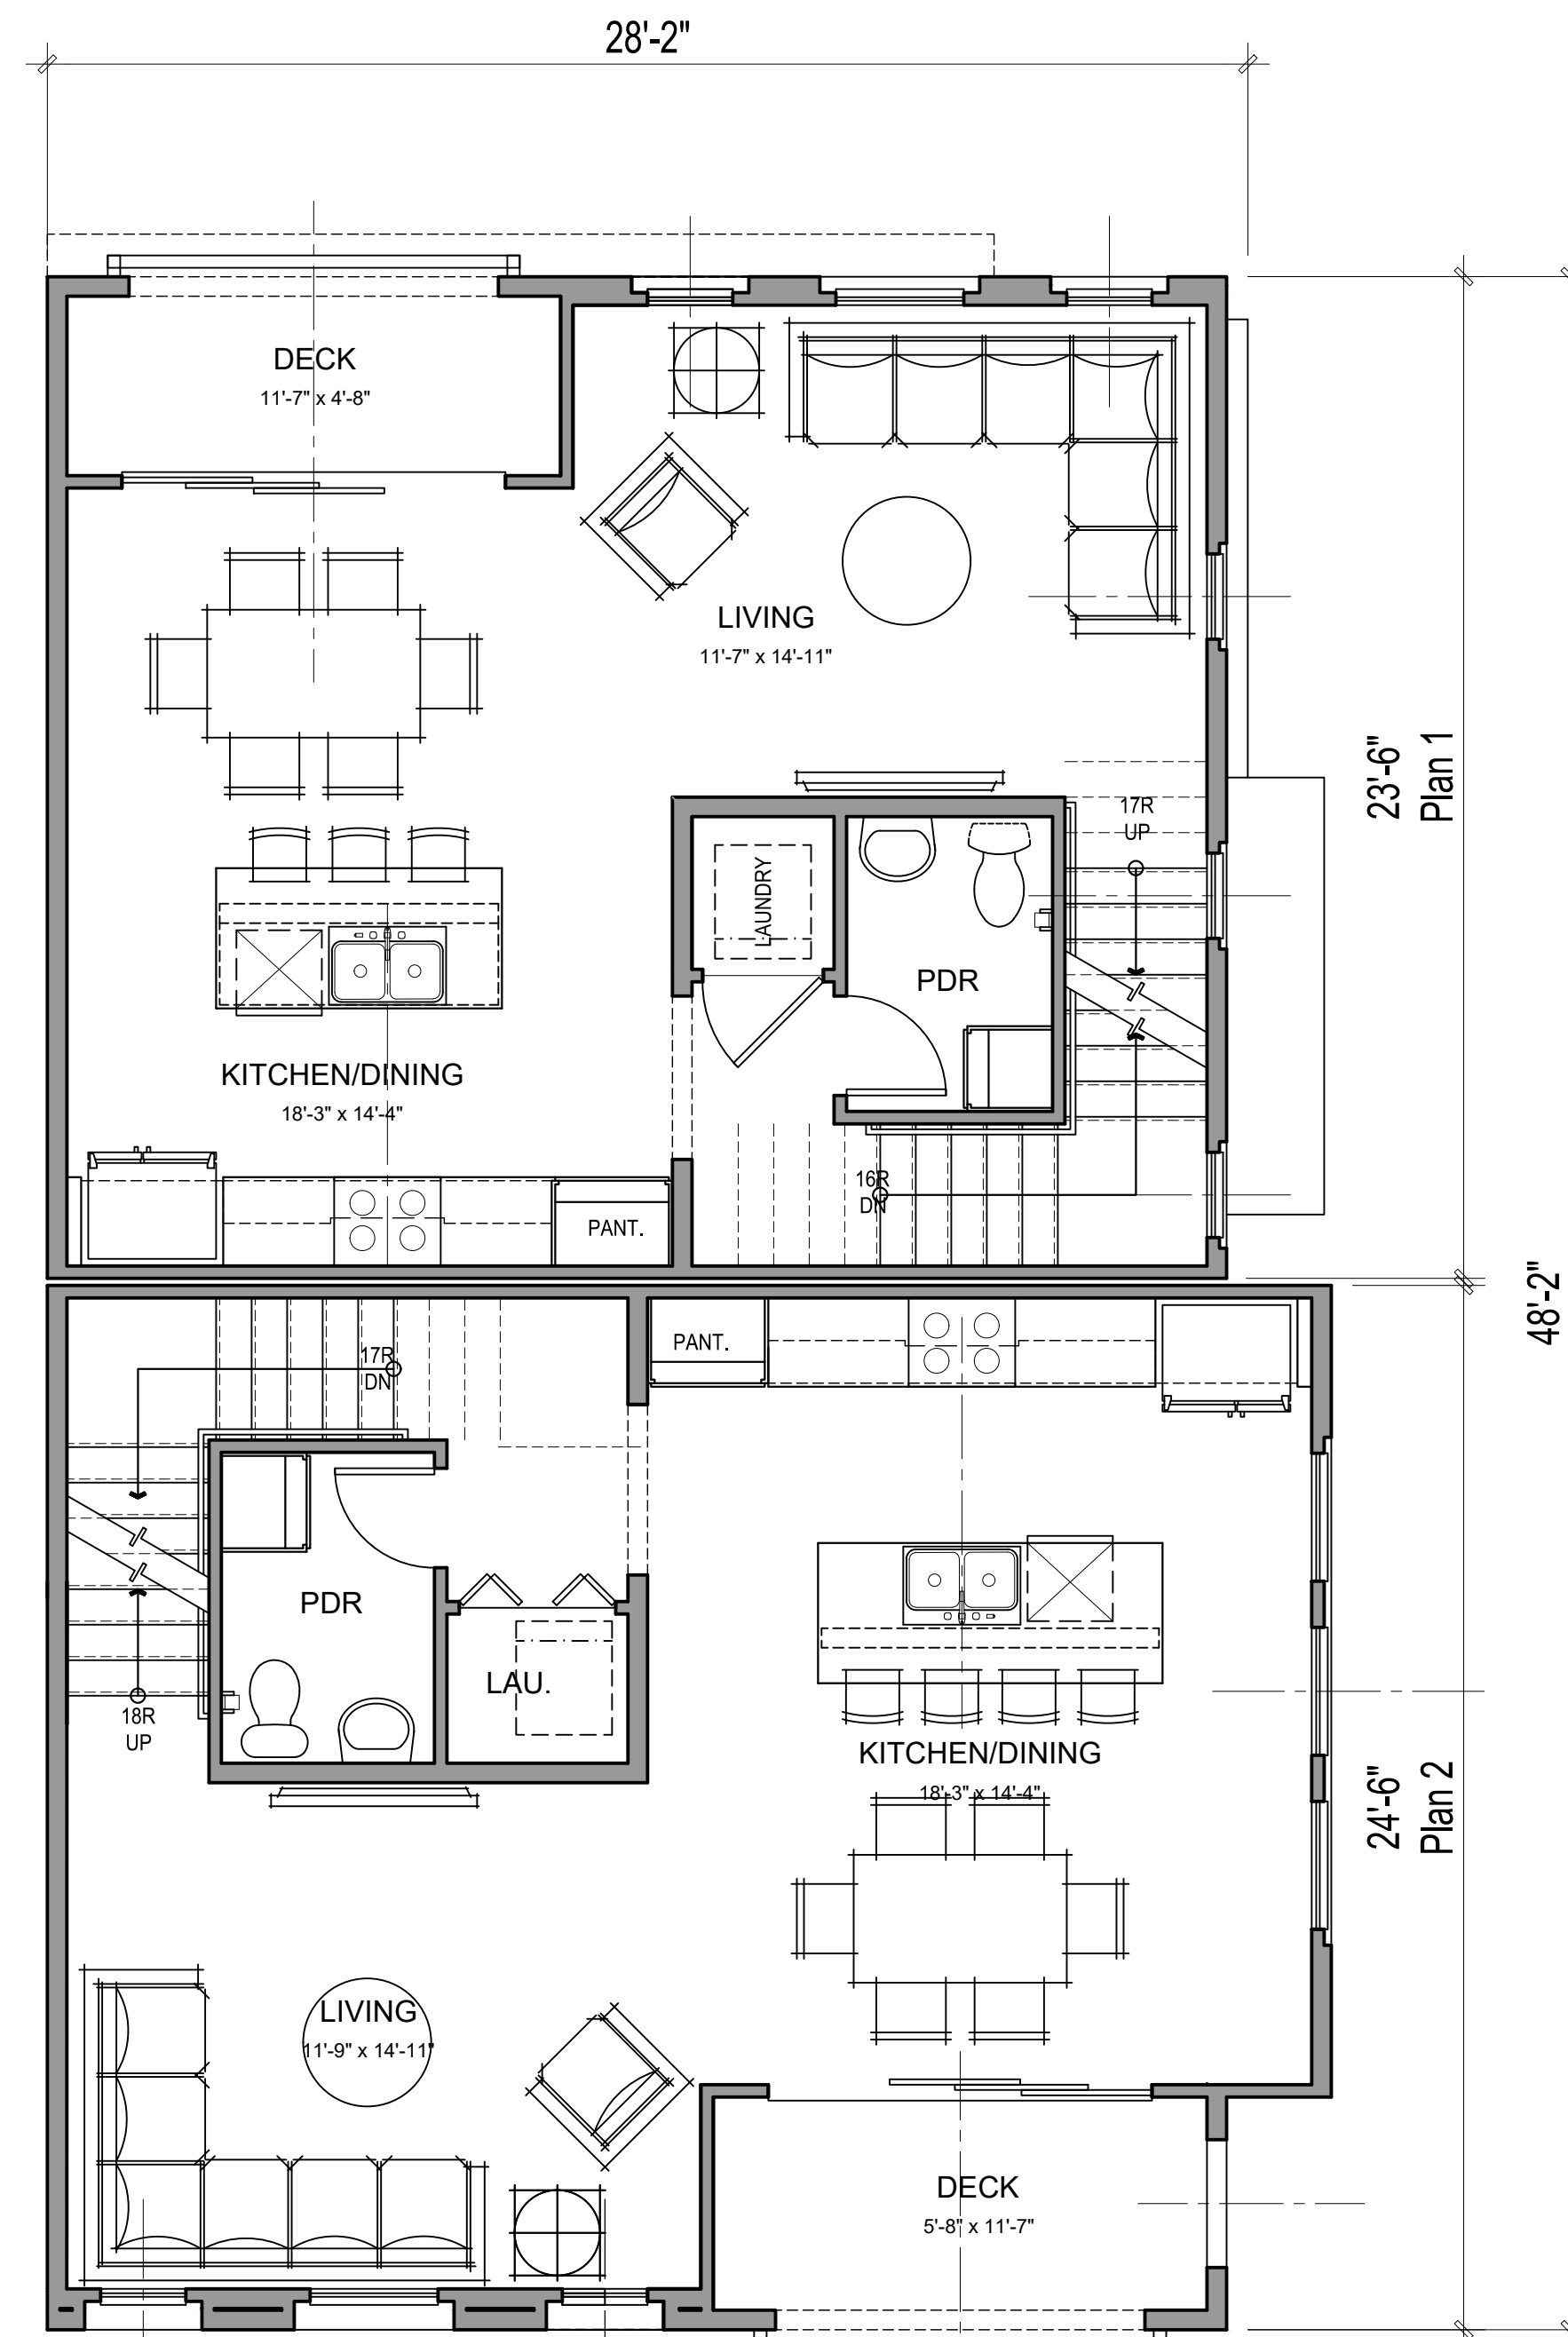 28'-2"
DECK
11'-7" x 4'-8"
LIVING
11'-7" x 14'-11"
23'-6"
Plan 1
17R
UP
LAUNDRY
PDR
KITCHEN/DINING
18'-3" x 14'-4"
16R
DN
PANT.
48'-2"
17R
DN
PANT.
PDR
LAU.
18R
UP
KITCHEN/DINING
18'-3" x 14'-4"
24'-6"
Plan 2
LIVING
11'-9" x 14'-11"
DECK
5'-8" x 11'-7"